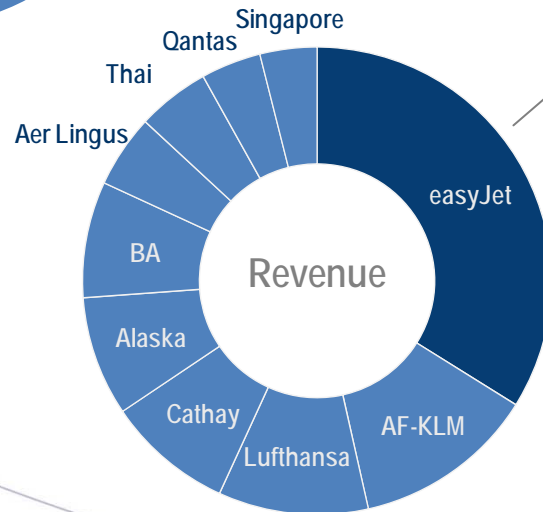 Singapore
Qantas
Thai
Aer Lingus
easyJet
BA
Revenue
Alaska
Cathay
AF-KLM
Lufthansa